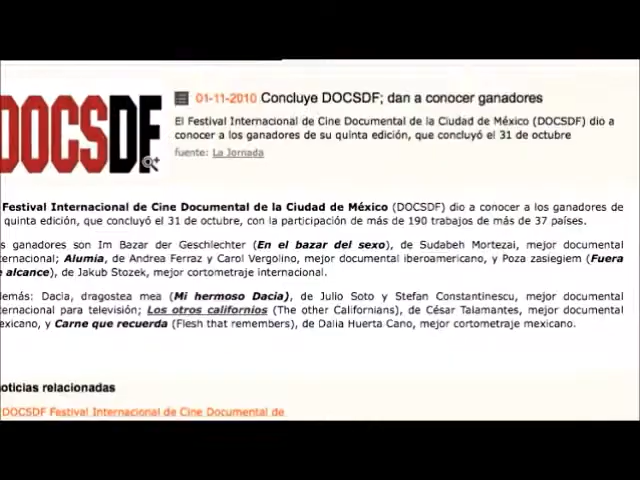 DOCSDF
01-11-2010 Concluye DOCSDF; dan a conocer ganadores
El Festival Internacional de Cine Documental de la Ciudad de México (DOCSDF) dio a
conocer a los ganadores de su quinta edición, que concluyó el 31 de octubre
fuente: La Jornada
Festival Internacional de Cine Documental de la Ciudad de México (DOCSDF) dio a conocer a los ganadores de
quinta edición, que concluyó el 31 de octubre, con la participación de más de 190 trabajos de más de 37 países.
s ganadores son Im Bazar der Geschlechter (En el bazar del sexo), de Sudabeh Mortezai, mejor documental
ternacional; Alumia, de Andrea Ferraz y Carol Vergolino, mejor documental iberoamericano, y Poza zasiegiem (Fuera
e alcance), de Jakub Stozek, mejor cortometraje internacional.
demás: Dacia, dragostea mea (Mi hermoso Dacia), de Julio Soto y Stefan Constantinescu, mejor documental
ternacional para televisión; Los otros californios (The other Californians), de César Talamantes, mejor documental
exicano, y Carne que recuerda (Flesh that remembers), de Dalia Huerta Cano, mejor cortometraje mexicano.
oticias relacionadas
DOCSDF Festival Internacional de Cine Documental de